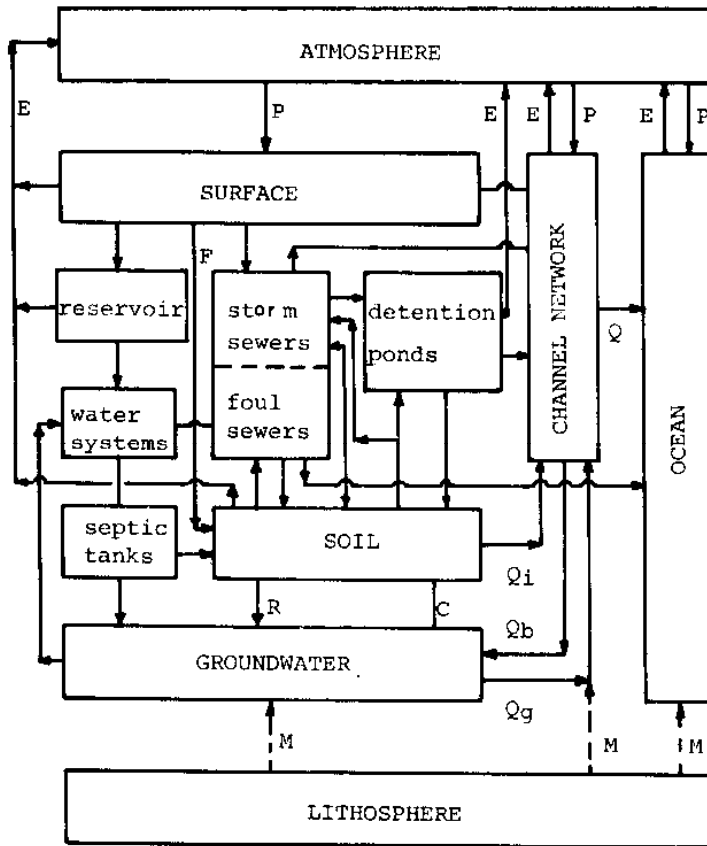 ATMOSPHERE
E
P
E
E
P
E
P
SURFACE
F
reservoir
storm
sewers
detention
ponds
CHANNEL NETWORK
Q
OCEAN
water
systems
foul
sewers
septic
tanks
SOIL
Qi
R
C
Qb
GROUNDWATER
Qg
M
M
M
LITHOSPHERE